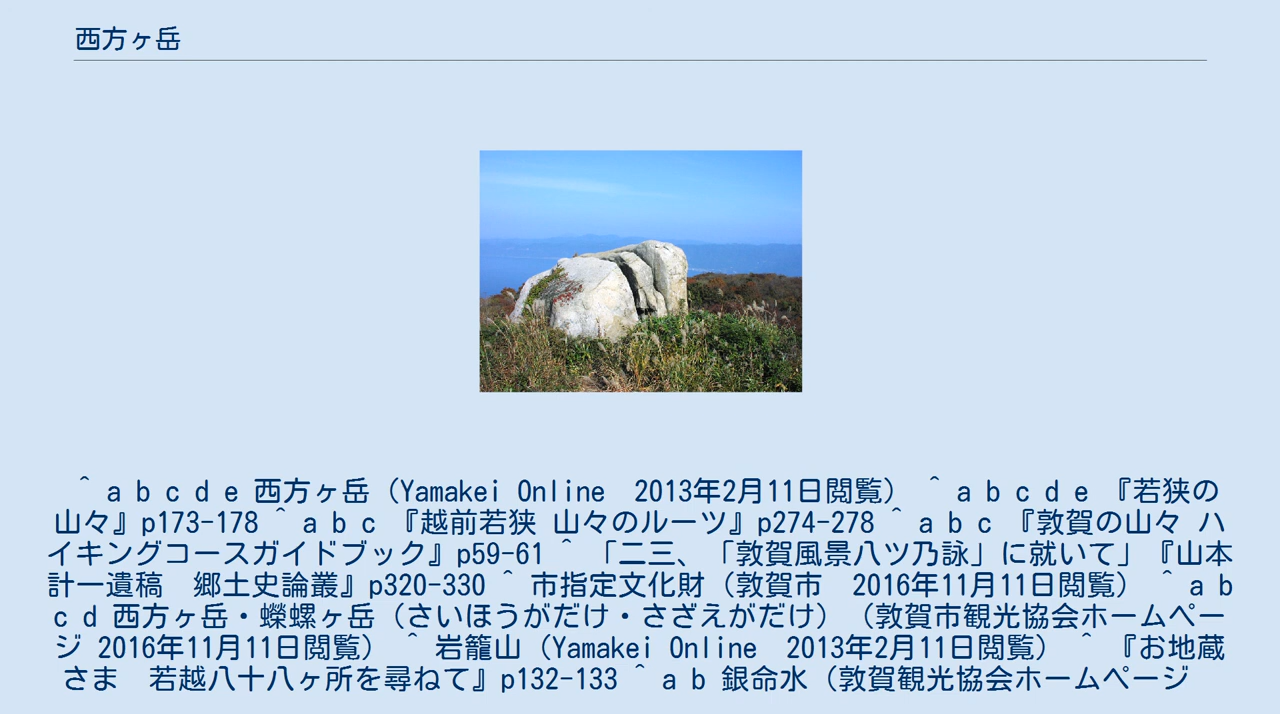 西方ヶ岳
^ a b c d e 西方ヶ岳（Yamakei Online　2013年2月11日閲覧） ^ a b c d e 『若狭の
山々』p173-178 ^ a b c 『越前若狭 山々のルーツ』p274-278 ^ a b c 『敦賀の山々 ハ
イキングコースガイドブック』p59-61 ^ 「二三、「敦賀風景八ツ乃詠」に就いて」『山本
計一遺稿　郷土史論叢』p320-330 ^ 市指定文化財（敦賀市　2016年11月11日閲覧） ^ a b
c d 西方ヶ岳・蠑螺ヶ岳（さいほうがだけ・さざえがだけ）（敦賀市観光協会ホームペー
ジ 2016年11月11日閲覧） ^ 岩籠山（Yamakei Online　2013年2月11日閲覧） ^ 『お地蔵
さま　若越八十八ヶ所を尋ねて』p132-133 ^ a b 銀命水（敦賀観光協会ホームページ